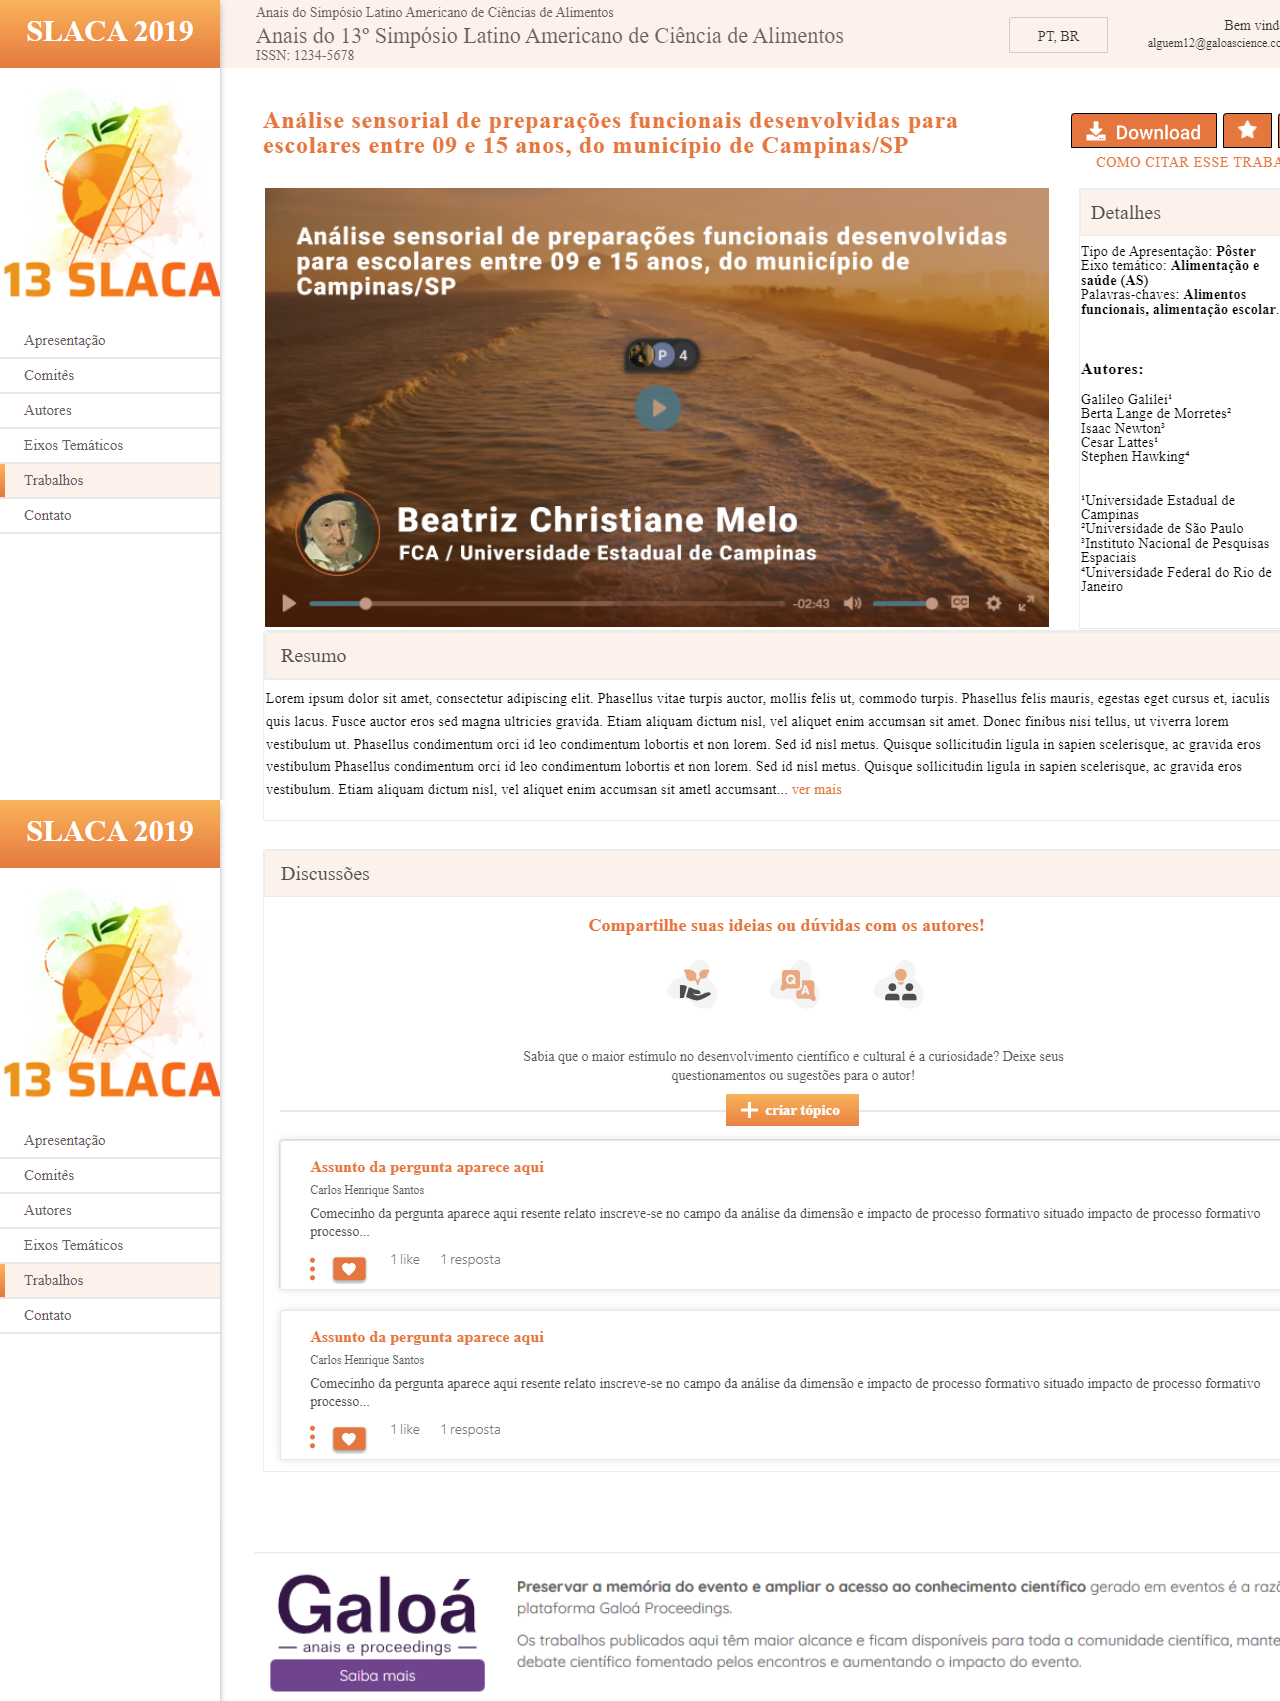 SLACA 2019
Anais do Simpósio Latino Americano de Ciências de Alimentos
Anais do 13º Simpósio Latino Americano de Ciência de Alimentos
ISSN: 1234-5678
PT, BR
Bem vind
alguem12@galoascience.co
13 SLACA
Apresentação
Comitês
Autores
Eixos Temáticos
Trabalhos
Contato
Análise sensorial de preparações funcionais desenvolvidas para
escolares entre 09 e 15 anos, do município de Campinas/SP
Download
COMO CITAR ESSE TRABA
Análise sensorial de preparações funcionais desenvolvidas
para escolares entre 09 e 15 anos, do município de
Campinas/SP
P 4
Beatriz Christiane Melo
FCA / Universidade Estadual de Campinas
-02:43
CC
Detalhes
Tipo de Apresentação: Pôster
Eixo temático: Alimentação e
saúde (AS)
Palavras-chaves: Alimentos
funcionais, alimentação escolar.
Autores:
Galileo Galilei¹
Berta Lange de Morretes²
Isaac Newton³
Cesar Lattes¹
Stephen Hawking⁴
¹Universidade Estadual de
Campinas
²Universidade de São Paulo
³Instituto Nacional de Pesquisas
Espaciais
⁴Universidade Federal do Rio de
Janeiro
Resumo
Lorem ipsum dolor sit amet, consectetur adipiscing elit. Phasellus vitae turpis auctor, mollis felis ut, commodo turpis. Phasellus felis mauris, egestas eget cursus et, iaculis
quis lacus. Fusce auctor eros sed magna ultricies gravida. Etiam aliquam dictum nisl, vel aliquet enim accumsan sit amet. Donec finibus nisi tellus, ut viverra lorem
vestibulum ut. Phasellus condimentum orci id leo condimentum lobortis et non lorem. Sed id nisl metus. Quisque sollicitudin ligula in sapien scelerisque, ac gravida eros
vestibulum Phasellus condimentum orci id leo condimentum lobortis et non lorem. Sed id nisl metus. Quisque sollicitudin ligula in sapien scelerisque, ac gravida eros
vestibulum. Etiam aliquam dictum nisl, vel aliquet enim accumsan sit ametl accumsant... ver mais
SLACA 2019
13 SLACA
Apresentação
Comitês
Autores
Eixos Temáticos
Trabalhos
Contato
Discussões
Compartilhe suas ideias ou dúvidas com os autores!
Q A
Sabia que o maior estímulo no desenvolvimento científico e cultural é a curiosidade? Deixe seus
questionamentos ou sugestões para o autor!
criar tópico
Assunto da pergunta aparece aqui
Carlos Henrique Santos
Comecinho da pergunta aparece aqui resente relato inscreve-se no campo da análise da dimensão e impacto de processo formativo situado impacto de processo formativo
processo...
1 like 1 resposta
Assunto da pergunta aparece aqui
Carlos Henrique Santos
Comecinho da pergunta aparece aqui resente relato inscreve-se no campo da análise da dimensão e impacto de processo formativo situado impacto de processo formativo
processo...
1 like 1 resposta
Galoá
anais e proceedings
Saiba mais
Preservar a memória do evento e ampliar o acesso ao conhecimento científico gerado em eventos é a razã
plataforma Galoá Proceedings.
Os trabalhos publicados aqui têm maior alcance e ficam disponíveis para toda a comunidade científica, mante
debate científico fomentado pelos encontros e aumentando o impacto do evento.